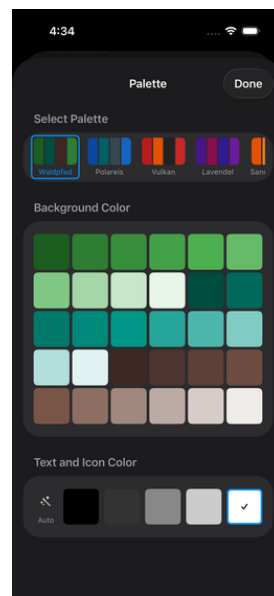 4:34
Palette
Done
Select Palette
Waldpfad
Polareis
Vulkan
Lavendel
Background Color
Text and Icon Color
Auto